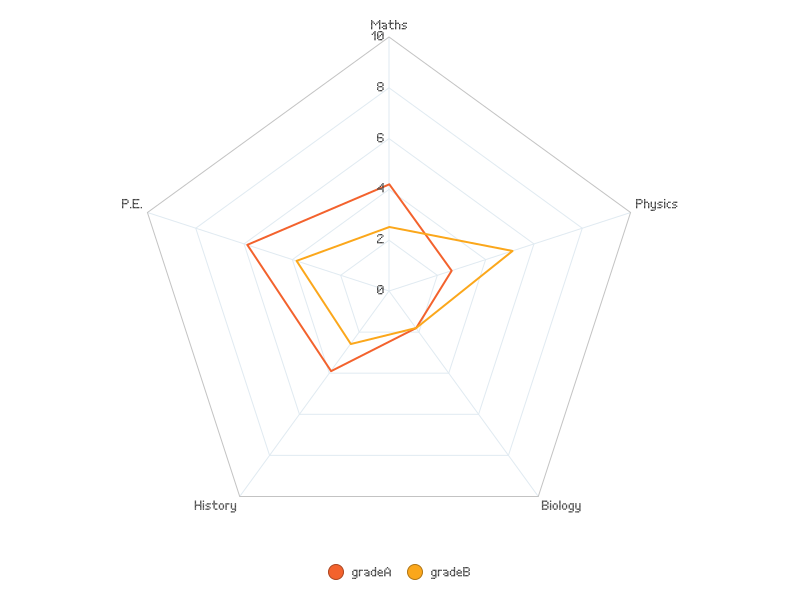 Maths
10
8
6
4
2
0
P.E.
Physics
History
Biology
gradeA
gradeB